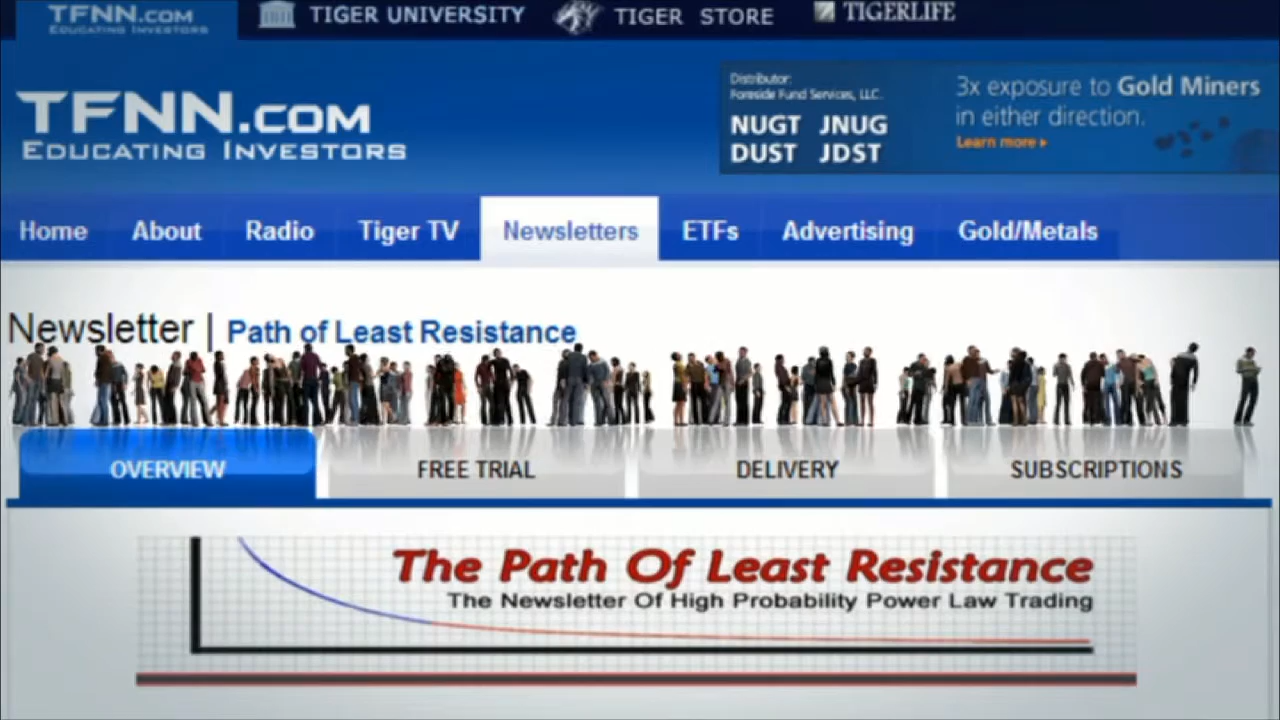 TFNN.COM
EDUCATING INVESTORS
TIGER UNIVERSITY
TIGER STORE
TIGERLIFE
TFNN.COM
EDUCATING INVESTORS
Distributor:
Foreside Fund Services, LLC.
NUGT JNUG
DUST JDST
3x exposure to Gold Miners
in either direction.
Learn more
Home About Radio Tiger TV Newsletters ETFs Advertising Gold/Metals
Newsletter | Path of Least Resistance
OVERVIEW FREE TRIAL DELIVERY SUBSCRIPTIONS
The Path Of Least Resistance
The Newsletter Of High Probability Power Law Trading